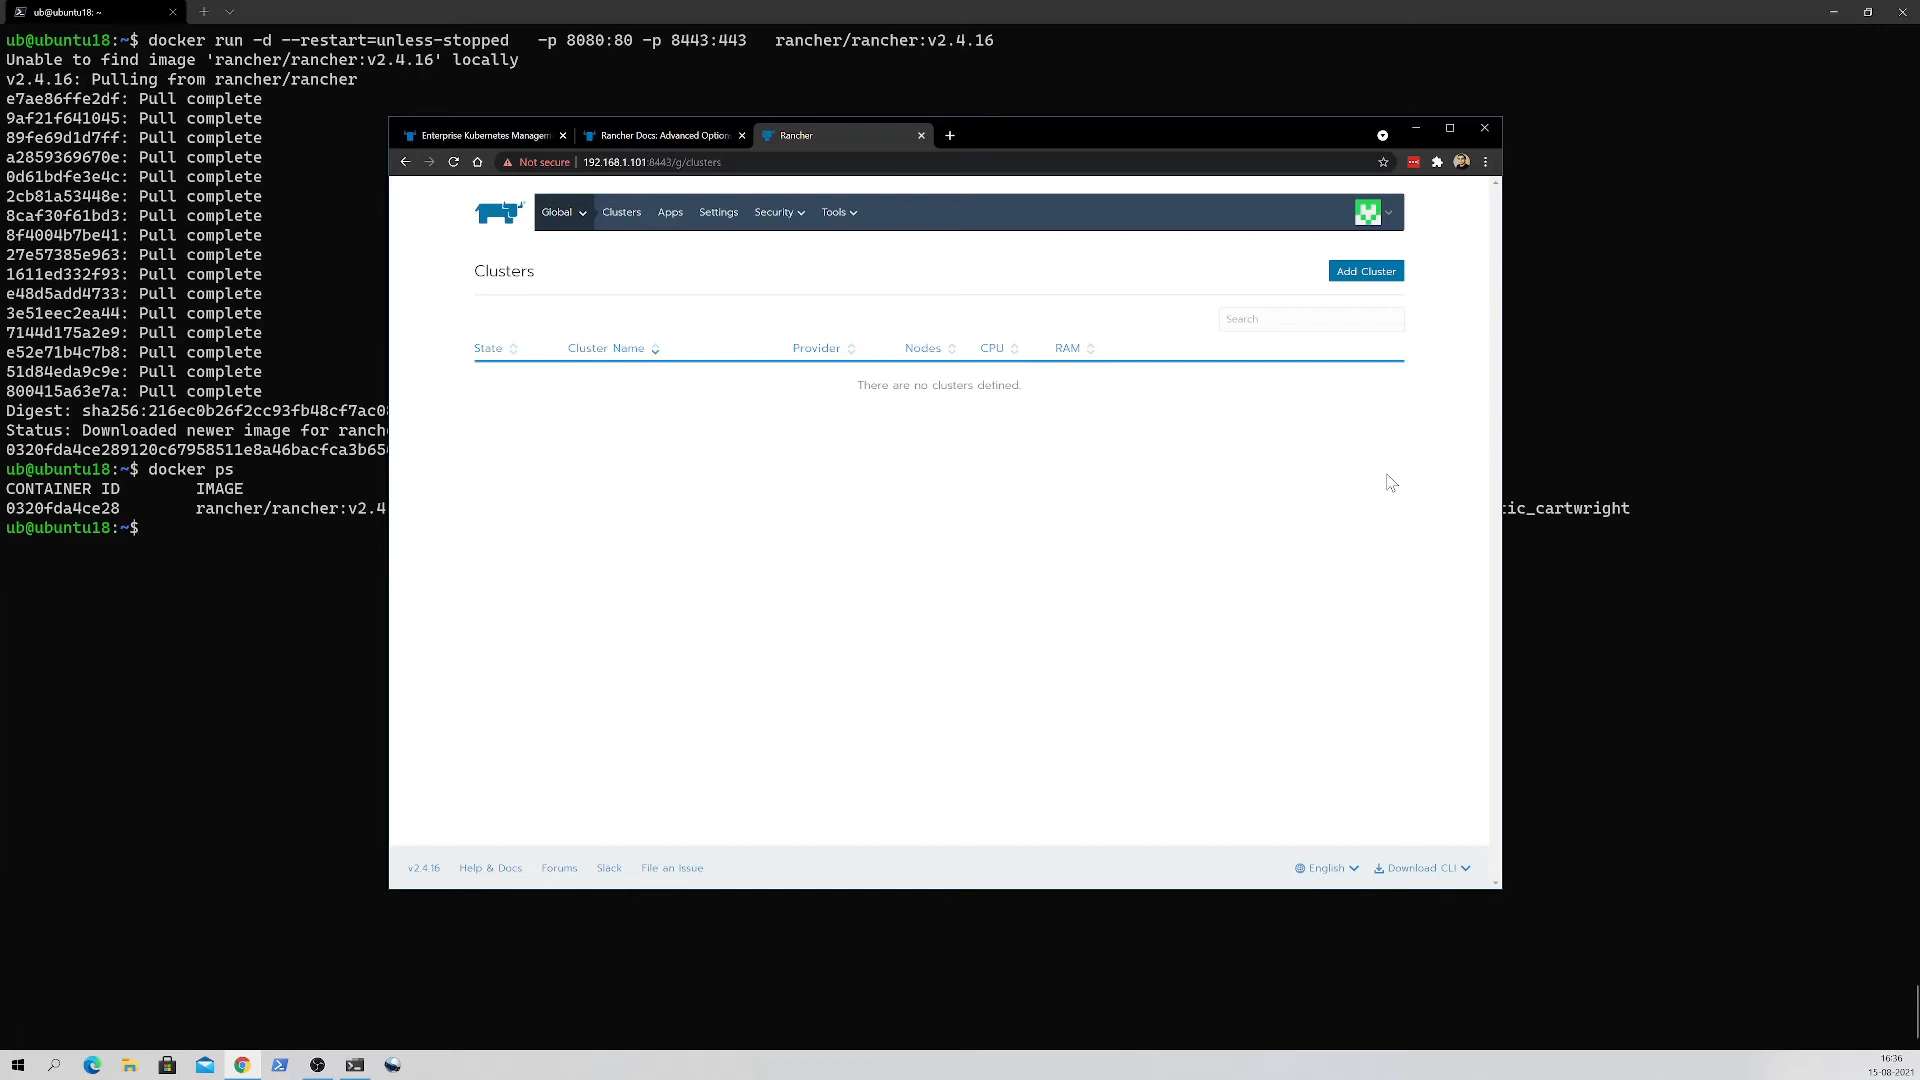 ub@ubuntu18: ~
ub@ubuntu18:~$ docker run -d --restart=unless-stopped   -p 8080:80 -p 8443:443   rancher/rancher:v2.4.16
Unable to find image 'rancher/rancher:v2.4.16' locally
v2.4.16: Pulling from rancher/rancher
e7ae86ffe2df: Pull complete
9af21f641045: Pull complete
89fe69d1d7ff: Pull complete
a2859369670e: Pull complete
0d61bdfe3e4c: Pull complete
2cb81a53448e: Pull complete
8caf30f61bd3: Pull complete
8f4004b7be41: Pull complete
27e57385e963: Pull complete
1611ed332f93: Pull complete
e48d5add4733: Pull complete
3e51eec2ea44: Pull complete
7144d175a2e9: Pull complete
e52e71b4c7b8: Pull complete
51d84eda9c9e: Pull complete
800415a63e7a: Pull complete
Digest: sha256:216ec0b26f2cc93fb48cf7ac0
Status: Downloaded newer image for ranch
0320fda4ce289120c67958511e8a46bacfca3b65
ub@ubuntu18:~$ docker ps
CONTAINER ID        IMAGE
0320fda4ce28        rancher/rancher:v2.4
tic_cartwright
ub@ubuntu18:~$
Enterprise Kubernetes Managem
Rancher Docs: Advanced Option
Rancher
Not secure
192.168.1.101:8443/g/clusters
Global
Clusters
Apps
Settings
Security
Tools
Clusters
Add Cluster
Search
State
Cluster Name
Provider
Nodes
CPU
RAM
There are no clusters defined.
v2.4.16
Help & Docs
Forums
Slack
File an Issue
English
Download CLI
16:36
15-08-2021